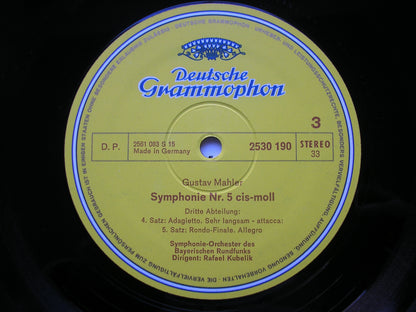 Deutsche
Grammophon
3
D. P.
2561 083 S 15
Made in Germany
2530 190
STEREO
33
Gustav Mahler
Symphonie Nr. 5 cis-moll
Dritte Abteilung:
4. Satz: Adagietto. Sehr langsam - attacca:
5. Satz: Rondo-Finale. Allegro
Symphonie-Orchester des
Bayerischen Rundfunks
Dirigent: Rafael Kubelik